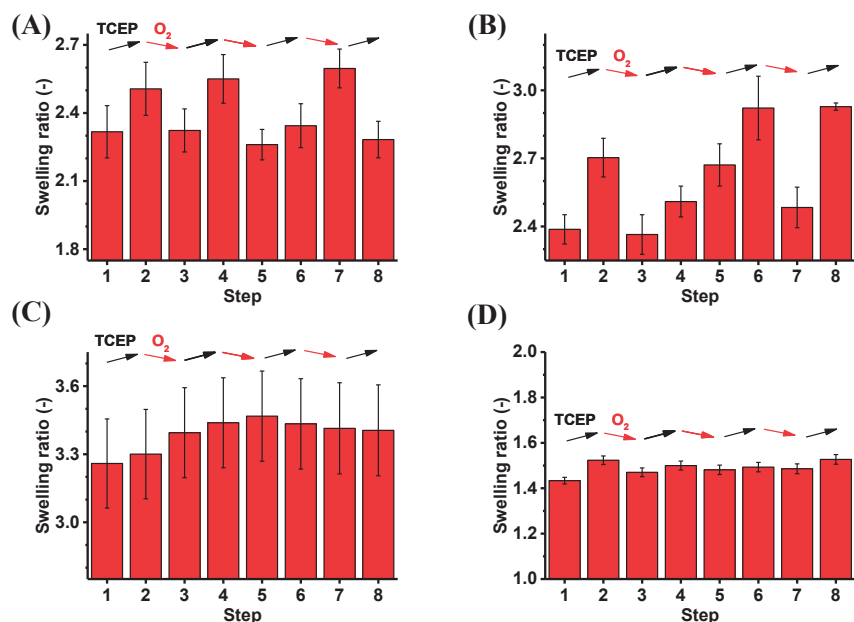 (A)
TCEP O₂
Swelling ratio (-)
2.7
2.4
2.1
1.8
1 2 3 4 5 6 7 8
Step
(B)
TCEP O₂
Swelling ratio (-)
3.0
2.7
2.4
1 2 3 4 5 6 7 8
Step
(C)
TCEP O₂
Swelling ratio (-)
3.6
3.3
3.0
1 2 3 4 5 6 7 8
Step
(D)
TCEP O₂
Swelling ratio (-)
2.0
1.8
1.6
1.4
1.2
1.0
1 2 3 4 5 6 7 8
Step